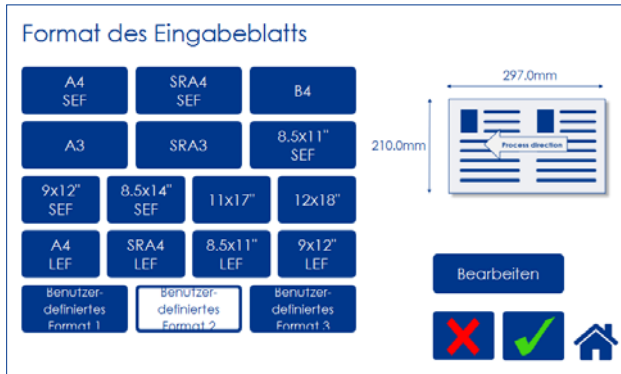 Format des Eingabeblatts
A4
SEF
SRA4
SEF
B4
A3
SRA3
8.5x11"
SEF
9x12"
SEF
8.5x14"
SEF
11x17"
12x18"
A4
LEF
SRA4
LEF
8.5x11"
LEF
9x12"
LEF
Benutzer-
definiertes
Format 1
Benutzer-
definiertes
Format 2
Benutzer-
definiertes
Format 3
297.0mm
210.0mm
Process direction
Bearbeiten